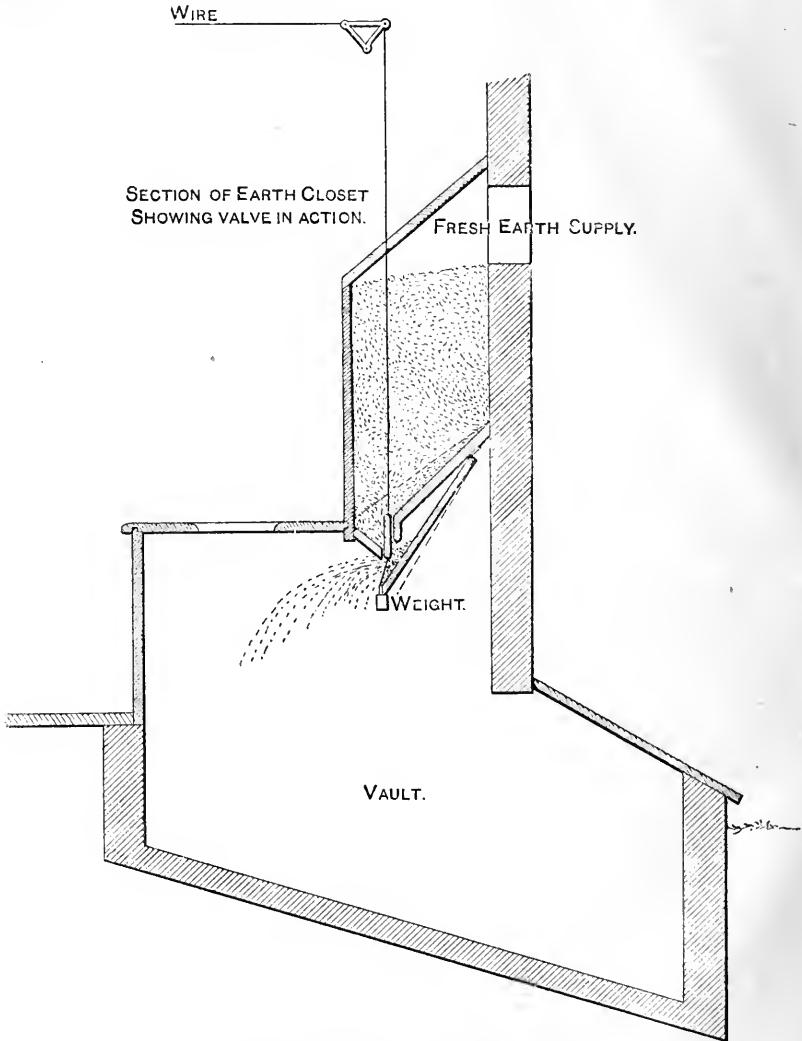 WIRE
SECTION OF EARTH CLOSET
SHOWING VALVE IN ACTION.
FRESH EARTH SUPPLY.
WEIGHT.
VAULT.